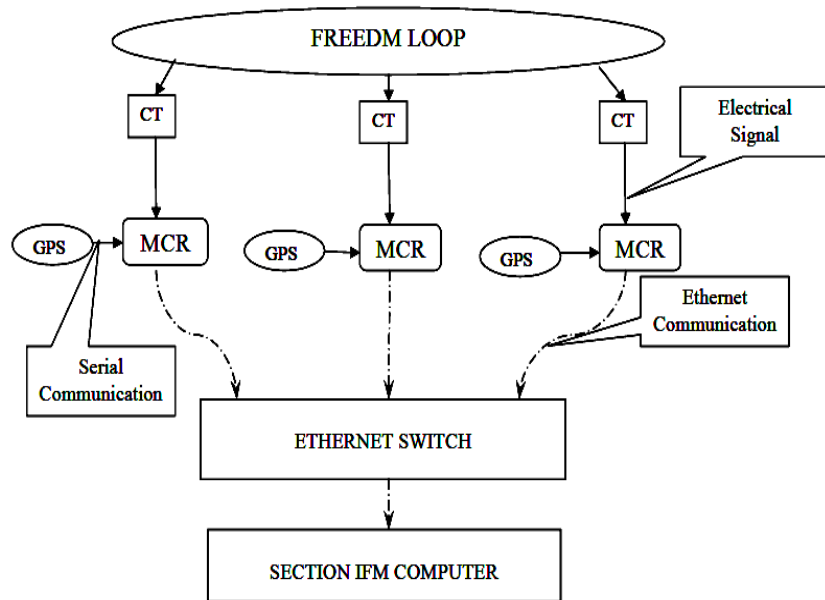 FREEDM LOOP
CT
CT
CT
Electrical
Signal
GPS
MCR
GPS
MCR
GPS
MCR
Ethernet
Communication
Serial
Communication
ETHERNET SWITCH
SECTION IFM COMPUTER